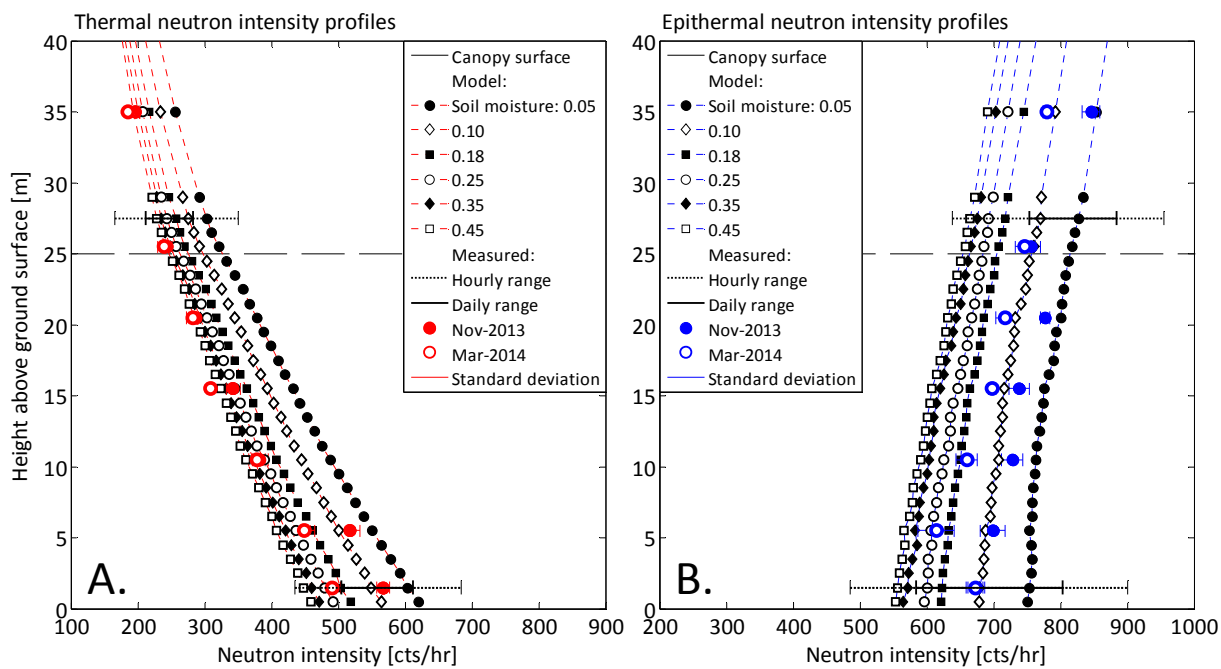 Thermal neutron intensity profiles
40
35
30
25
20
15
10
5
0
Height above ground surface [m]
Canopy surface
Model:
Soil moisture: 0.05
0.10
0.18
0.25
0.35
0.45
Measured:
Hourly range
Daily range
Nov-2013
Mar-2014
Standard deviation
A.
100 200 300 400 500 600 700 800 900
Neutron intensity [cts/hr]
Epithermal neutron intensity profiles
Canopy surface
Model:
Soil moisture: 0.05
0.10
0.18
0.25
0.35
0.45
Measured:
Hourly range
Daily range
Nov-2013
Mar-2014
Standard deviation
B.
200 300 400 500 600 700 800 900 1000
Neutron intensity [cts/hr]